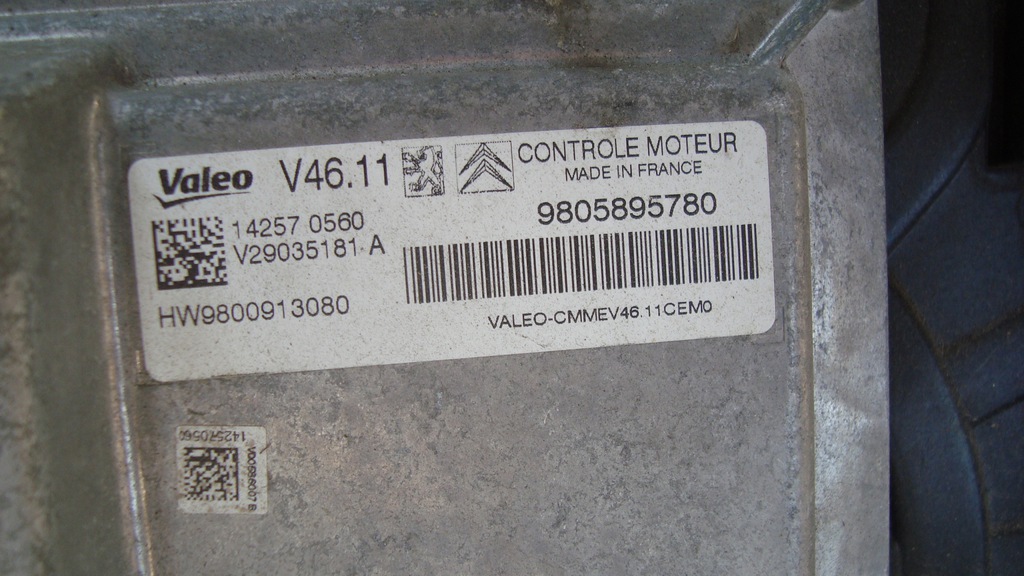 Valeo V46.11
CONTROLE MOTEUR
MADE IN FRANCE
14257 0560
V29035181 A
9805895780
HW9800913080
VALEO-CMMEV46.11CEM0